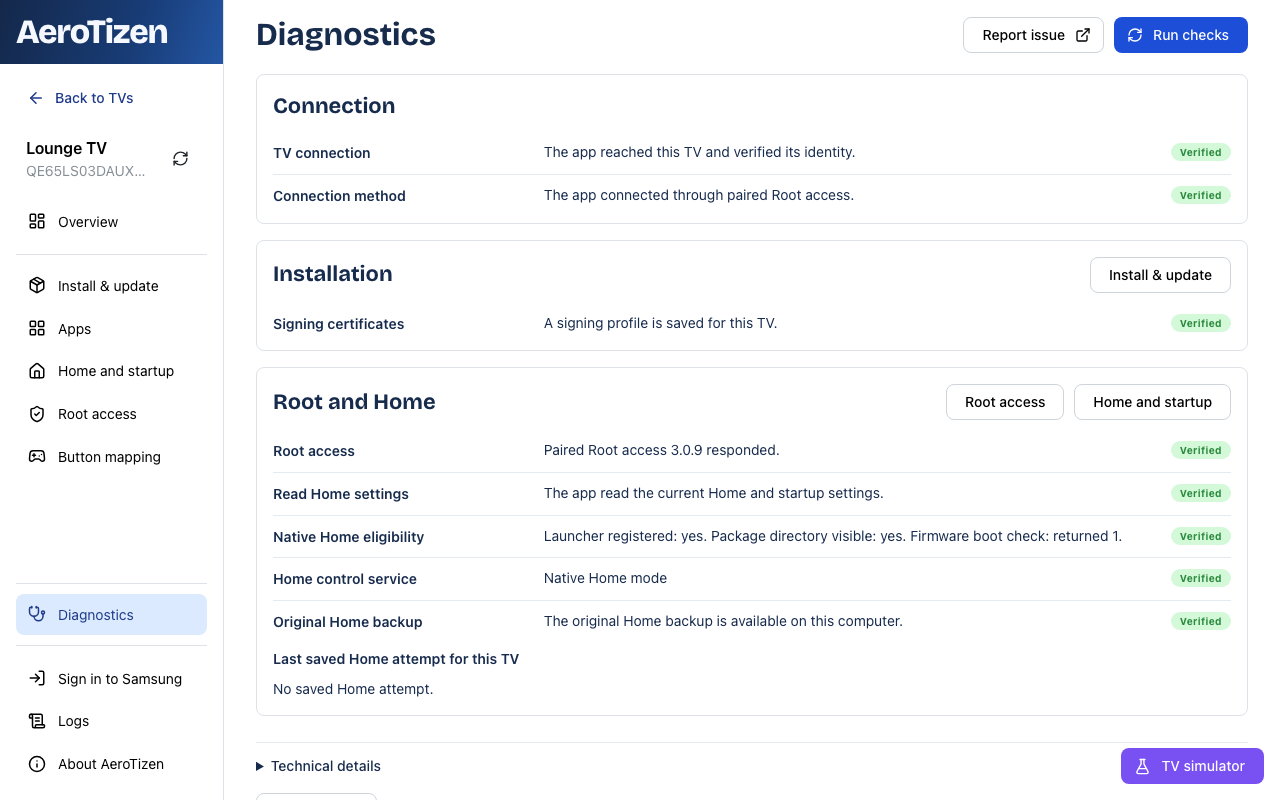 AeroTizen
Back to TVs
Lounge TV
QE65LS03DAUX...
Overview
Install & update
Apps
Home and startup
Root access
Button mapping
Diagnostics
Sign in to Samsung
Logs
About AeroTizen
Diagnostics
Report issue
Run checks
Connection
TV connection The app reached this TV and verified its identity. Verified
Connection method The app connected through paired Root access. Verified
Installation
Install & update
Signing certificates A signing profile is saved for this TV. Verified
Root and Home
Root access
Home and startup
Root access Paired Root access 3.0.9 responded. Verified
Read Home settings The app read the current Home and startup settings. Verified
Native Home eligibility Launcher registered: yes. Package directory visible: yes. Firmware boot check: returned 1. Verified
Home control service Native Home mode Verified
Original Home backup The original Home backup is available on this computer. Verified
Last saved Home attempt for this TV
No saved Home attempt.
Technical details
TV simulator